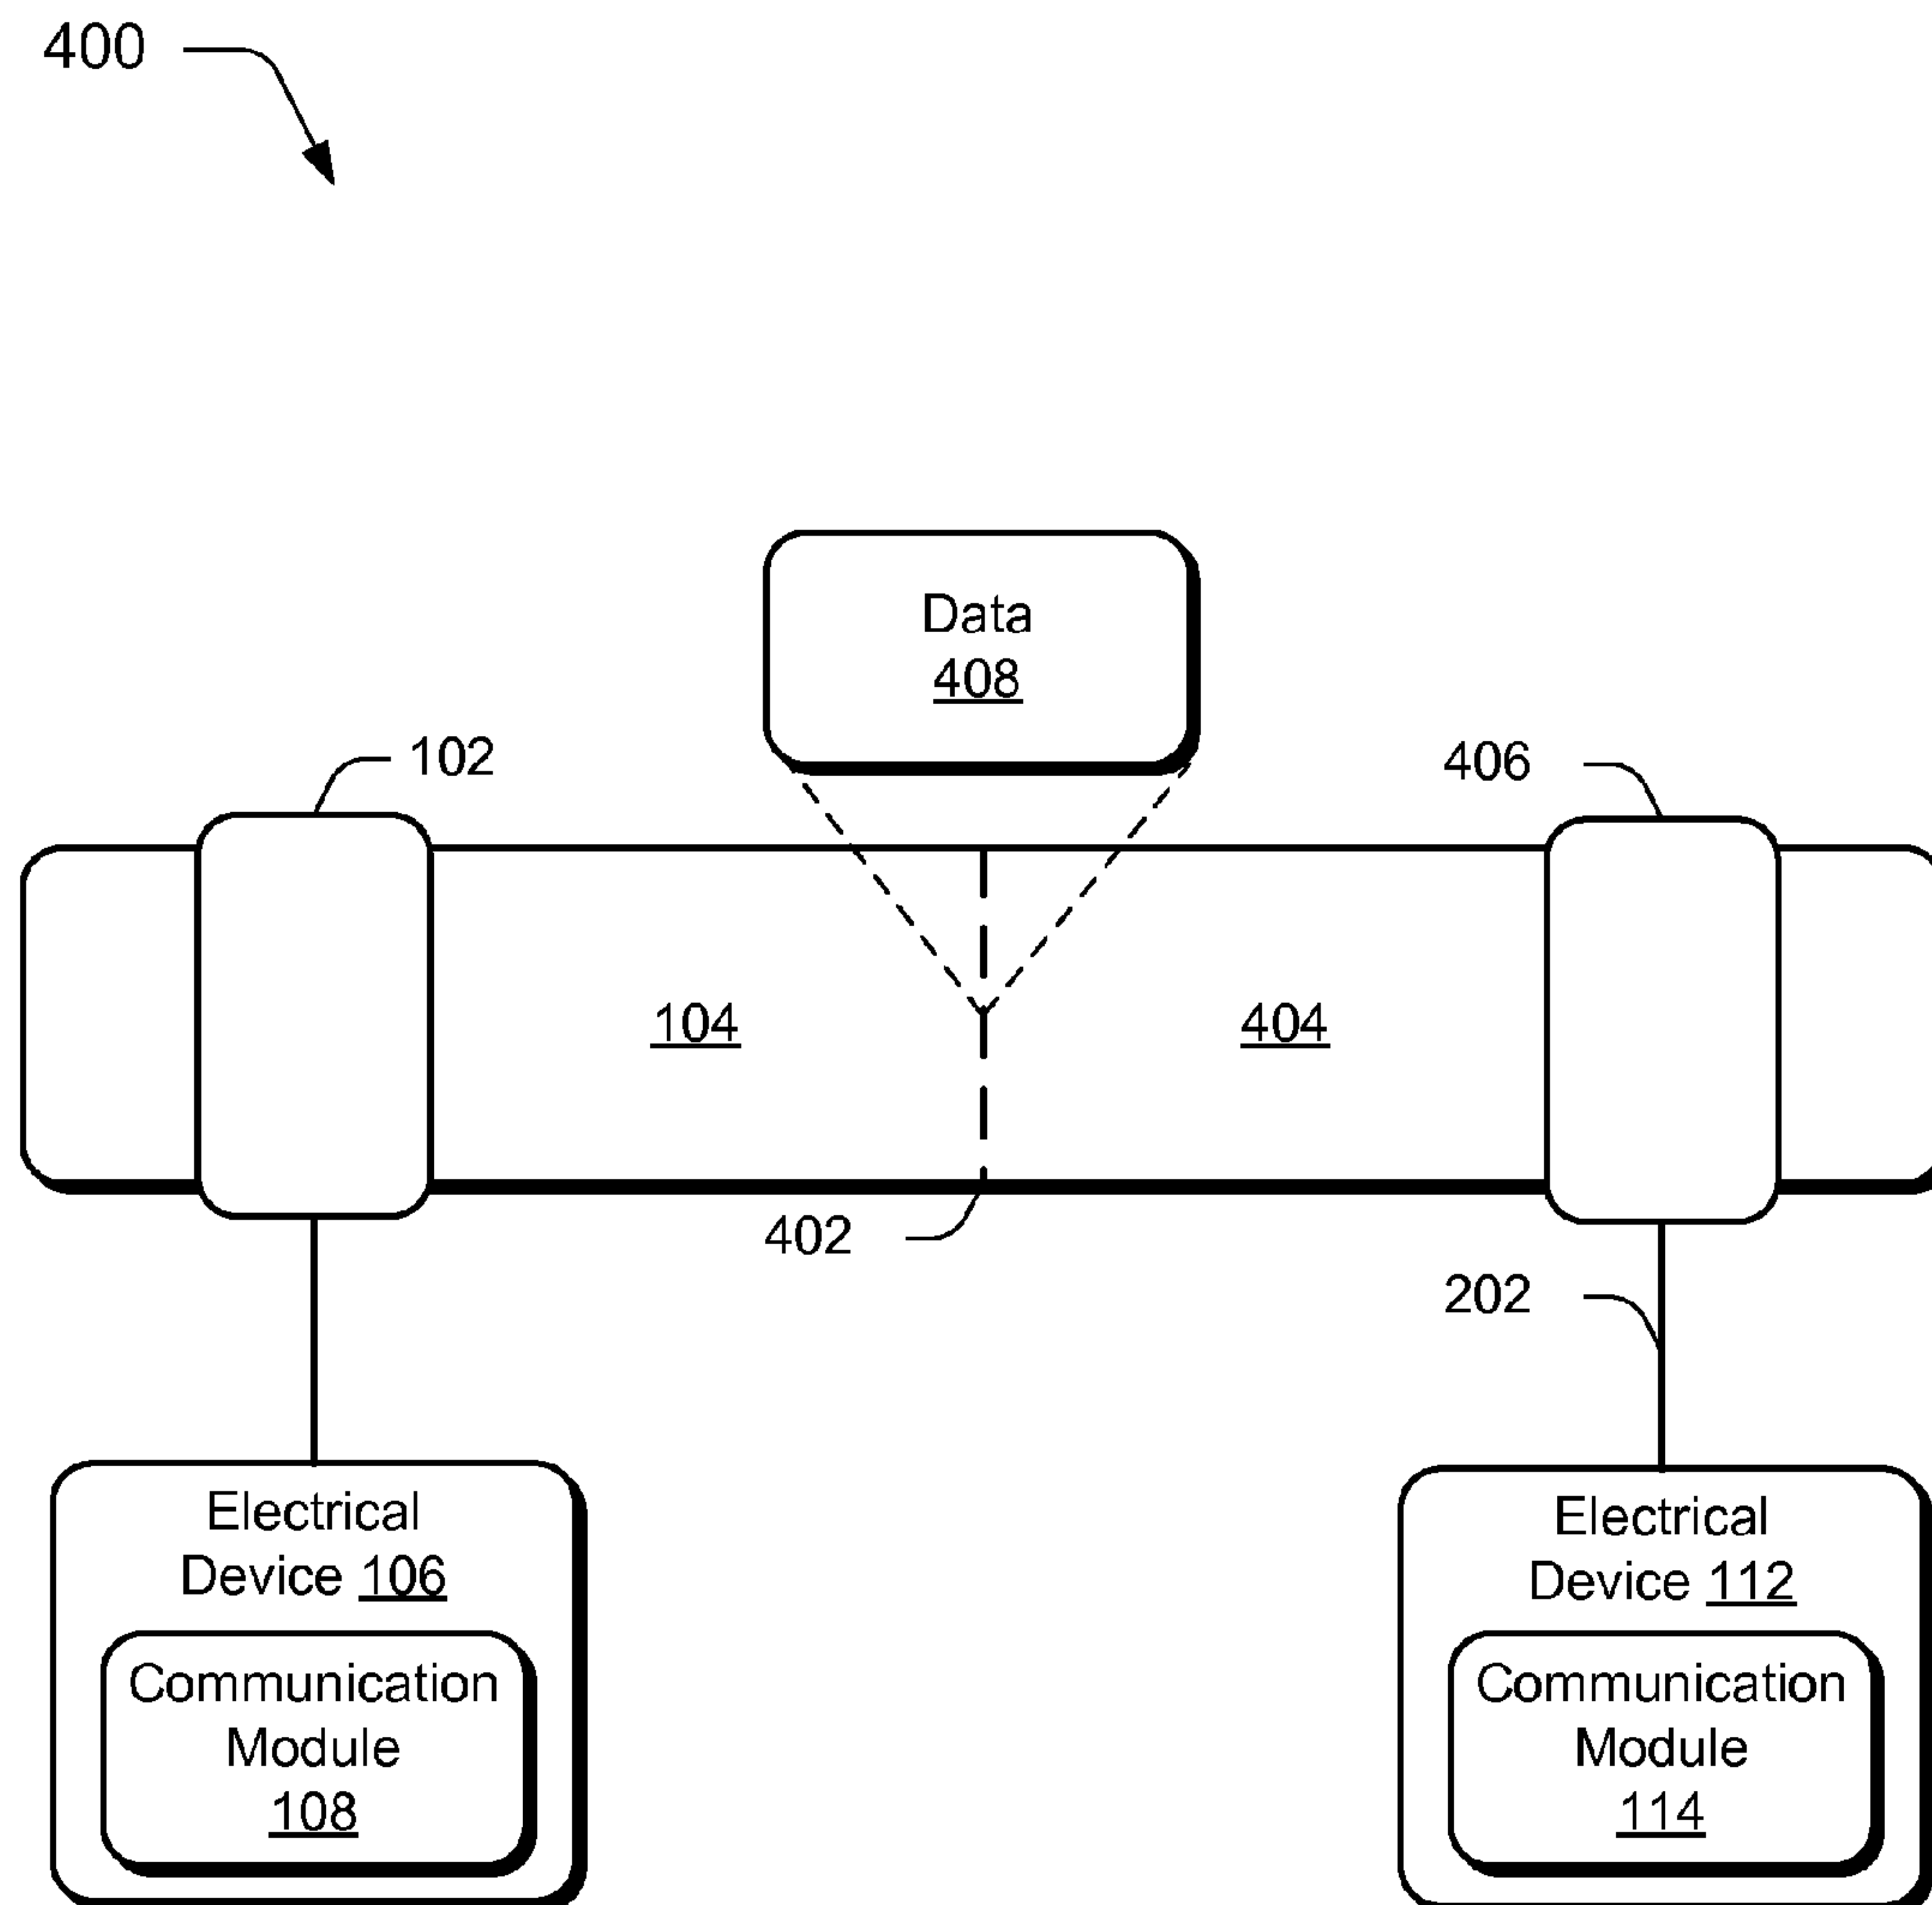 400
Data
408
102
406
104
404
402
202
Electrical
Device 106
Communication
Module
108
Electrical
Device 112
Communication
Module
114